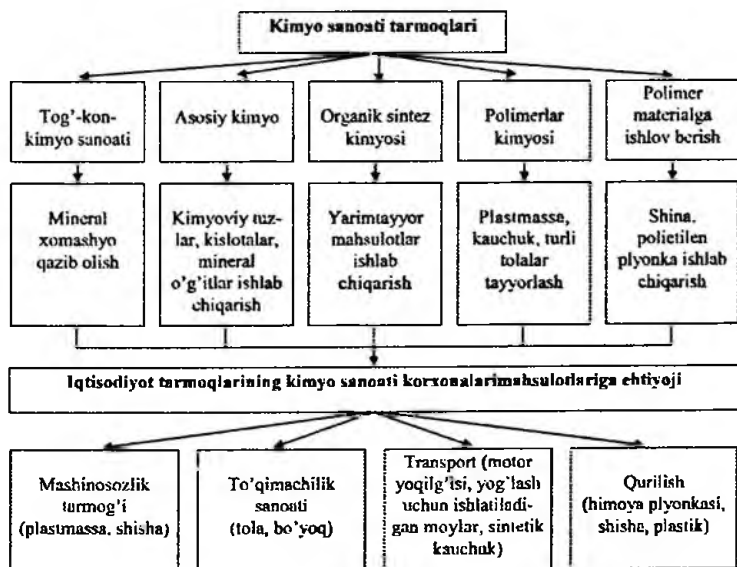 Kimyo sanoati tarmoqlari
Tog'-kon-
kimyo sanoati
Asosiy kimyo
Organik sintez
kimyosi
Polimerlar
kimyosi
Polimer
materialga
ishlov berish
Mineral
xomashyo
qazib olish
Kimyoviy tuz-
lar, kislotalar,
mineral
o'g'itlar ishlab
chiqarish
Yarimtayyor
mahsulotlar
ishlab
chiqarish
Plastmassa,
kauchuk, turli
tolalar
tayyorlash
Shina,
polietilen
plyonka ishlab
chiqarish
Iqtisodiyot tarmoqlarining kimyo sanoati korxonalarimahsulotlariga ehtiyoji
Mashinosozlik
tarmog'i
(plastmassa, shisha)
To'qimachilik
sanoati
(tola, bo'yoq)
Transport (motor
yoqilg'isi, yog'lash
uchun ishlatiladi-
gan moylar, sintetik
kauchuk)
Qurilish
(himoya plyonkasi,
shisha, plastik)